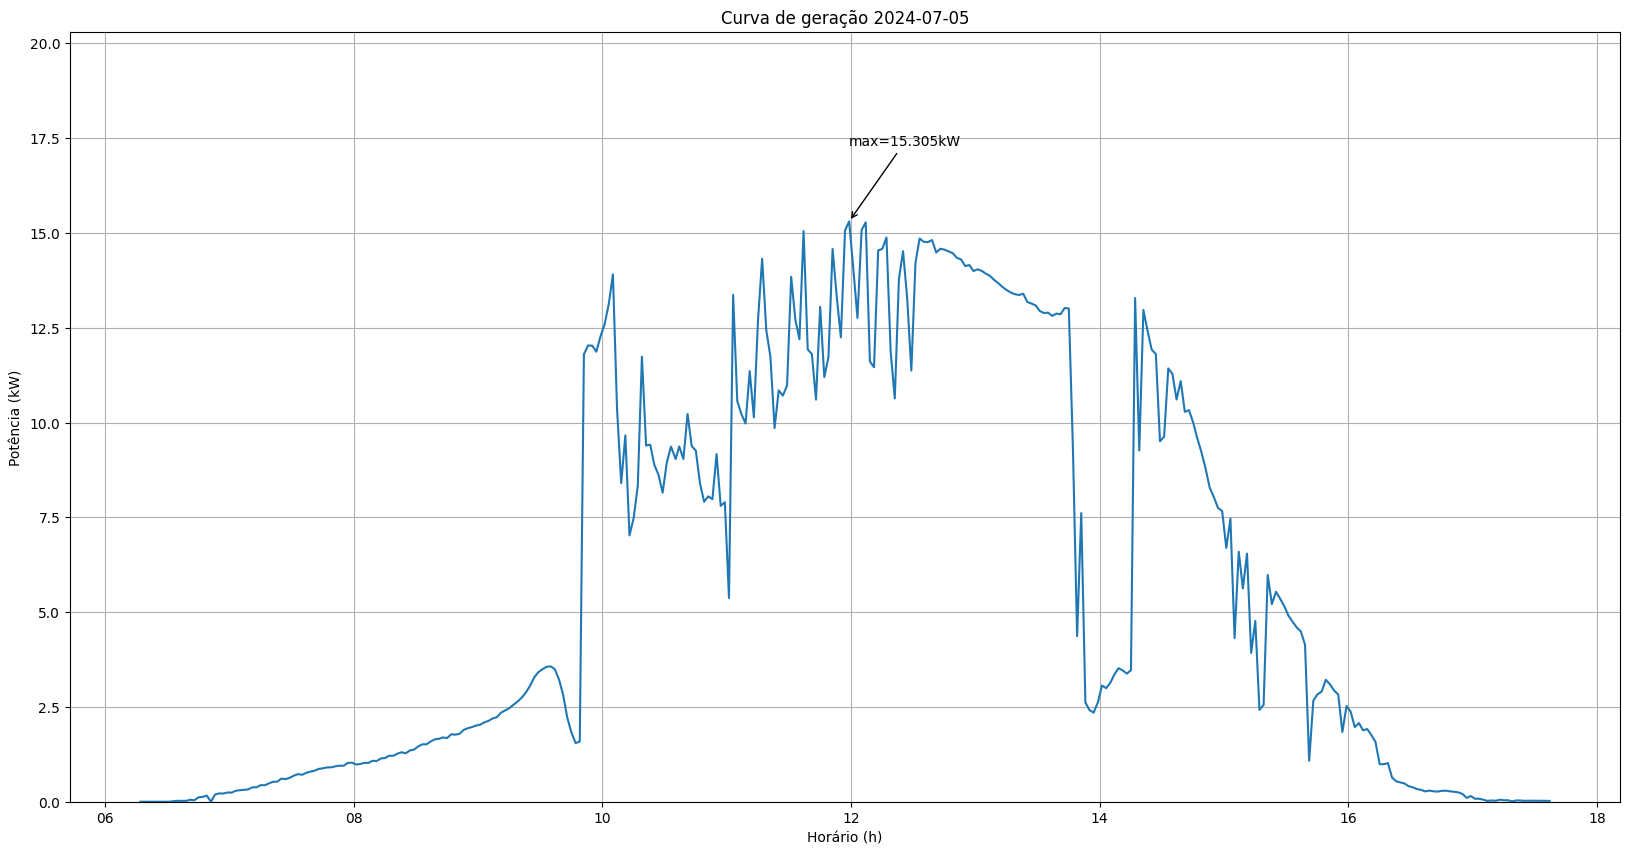 Curva de geração 2024-07-05
20.0
17.5
max=15.305kW
15.0
12.5
10.0
Potência (kW)
7.5
5.0
2.5
0.0
06 08 10 12 14 16 18
Horário (h)